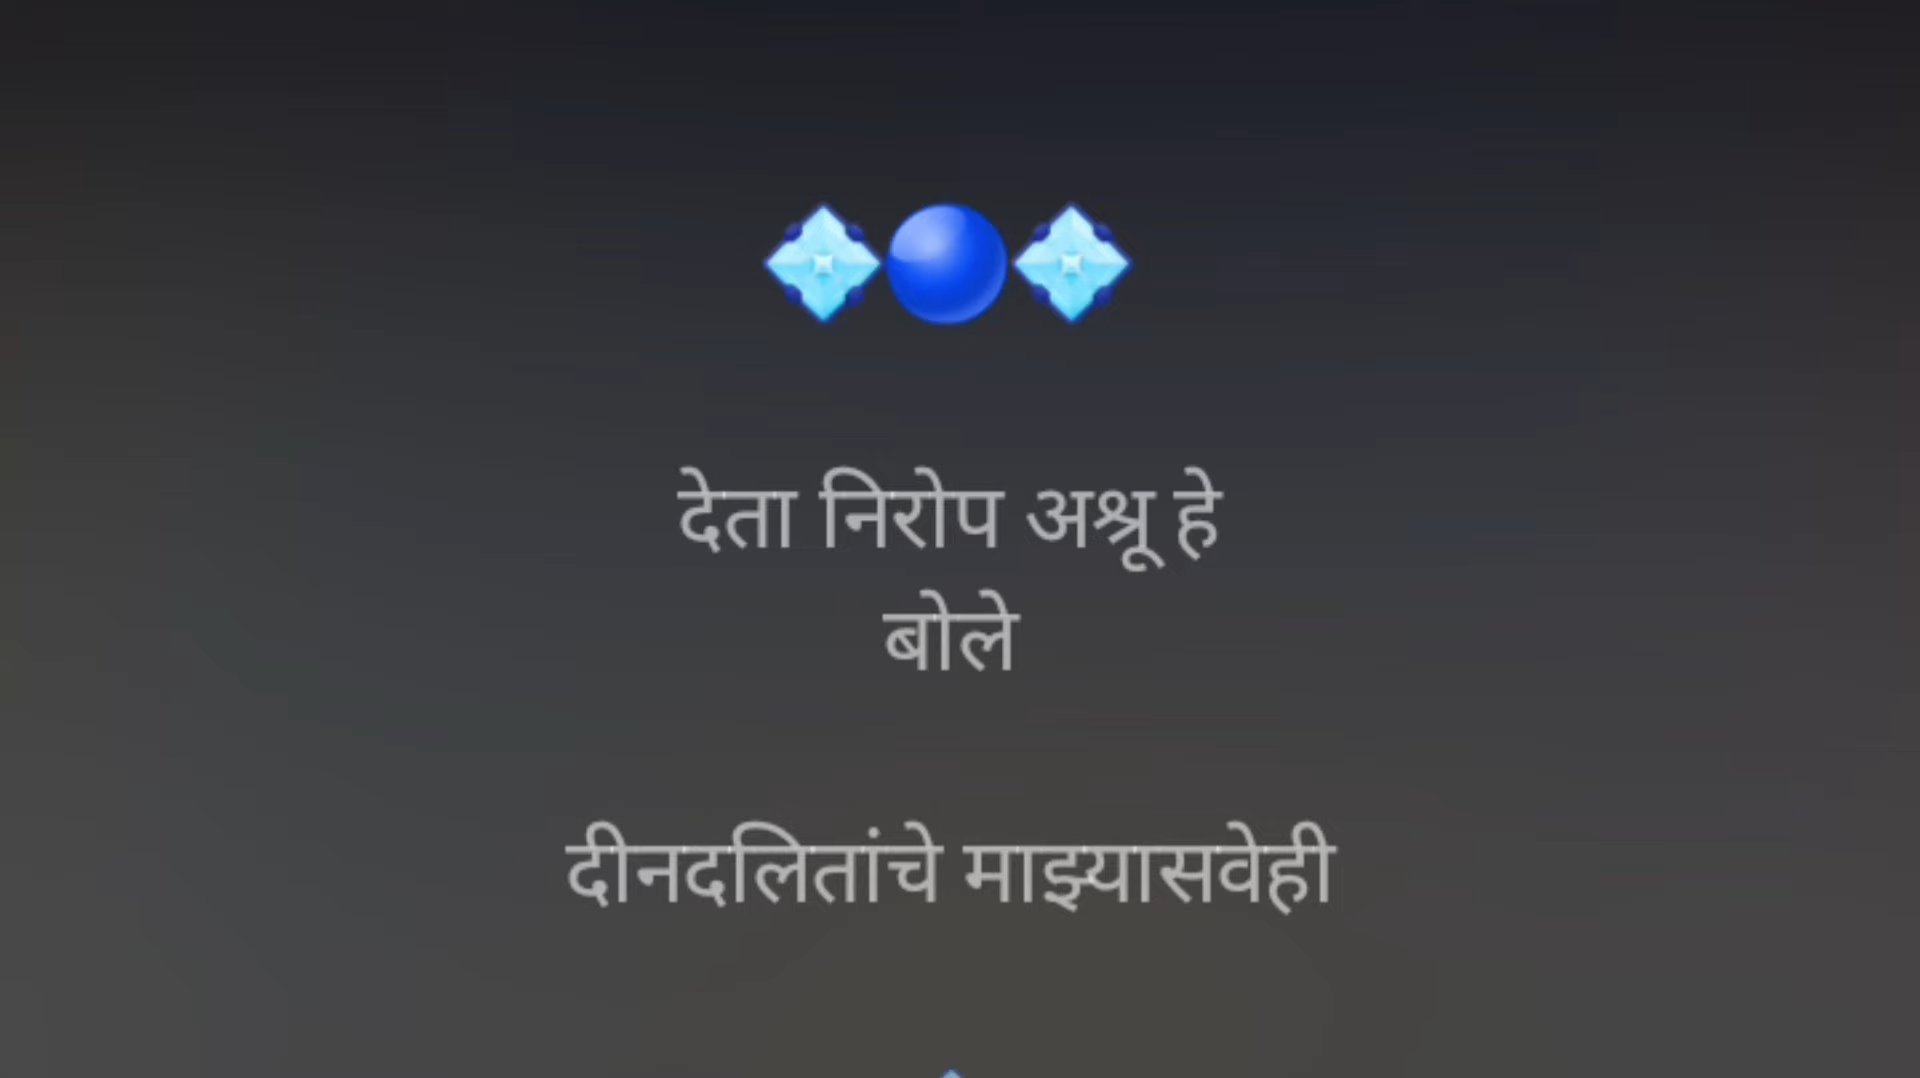 देता निरोप अश्रू हे
बोले
दीनदलितांचे माझ्यासवेही